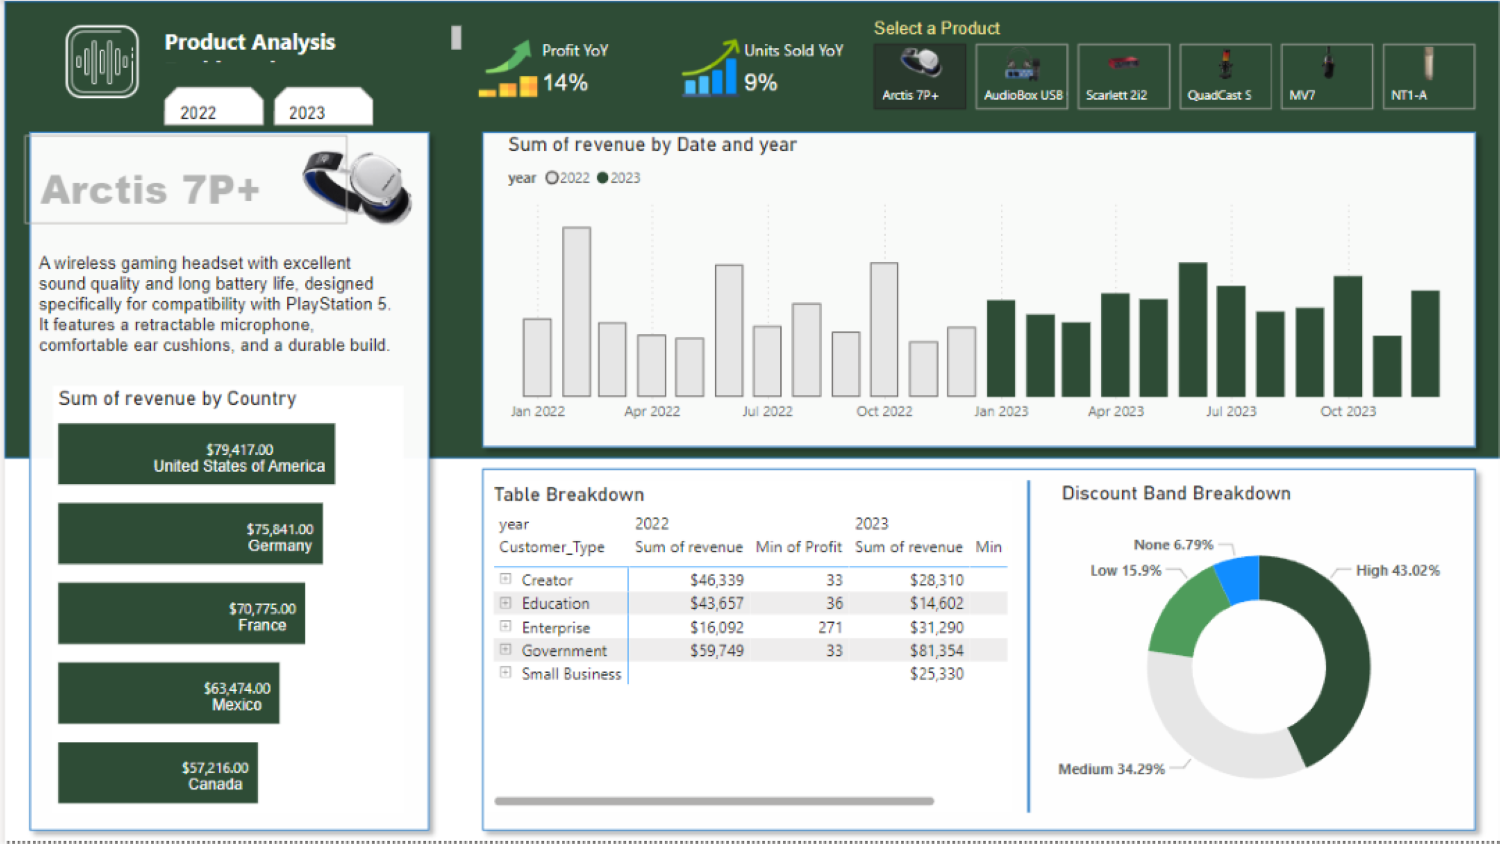 Product Analysis
2022
2023
Profit YoY
14%
Units Sold YoY
9%
Select a Product
Arctis 7P+
AudioBox USB
Scarlett 2i2
QuadCast S
MV7
NT1-A
Arctis 7P+
A wireless gaming headset with excellent
sound quality and long battery life, designed
specifically for compatibility with PlayStation 5.
It features a retractable microphone,
comfortable ear cushions, and a durable build.
Sum of revenue by Country
$79,417.00
United States of America
$75,841.00
Germany
$70,775.00
France
$63,474.00
Mexico
$57,216.00
Canada
Sum of revenue by Date and year
year 2022 2023
Jan 2022 Apr 2022 Jul 2022 Oct 2022 Jan 2023 Apr 2023 Jul 2023 Oct 2023
Table Breakdown
year 2022 2023
Customer_Type Sum of revenue Min of Profit Sum of revenue Min
Creator $46,339 33 $28,310
Education $43,657 36 $14,602
Enterprise $16,092 271 $31,290
Government $59,749 33 $81,354
Small Business $25,330
Discount Band Breakdown
None 6.79%
Low 15.9%
High 43.02%
Medium 34.29%